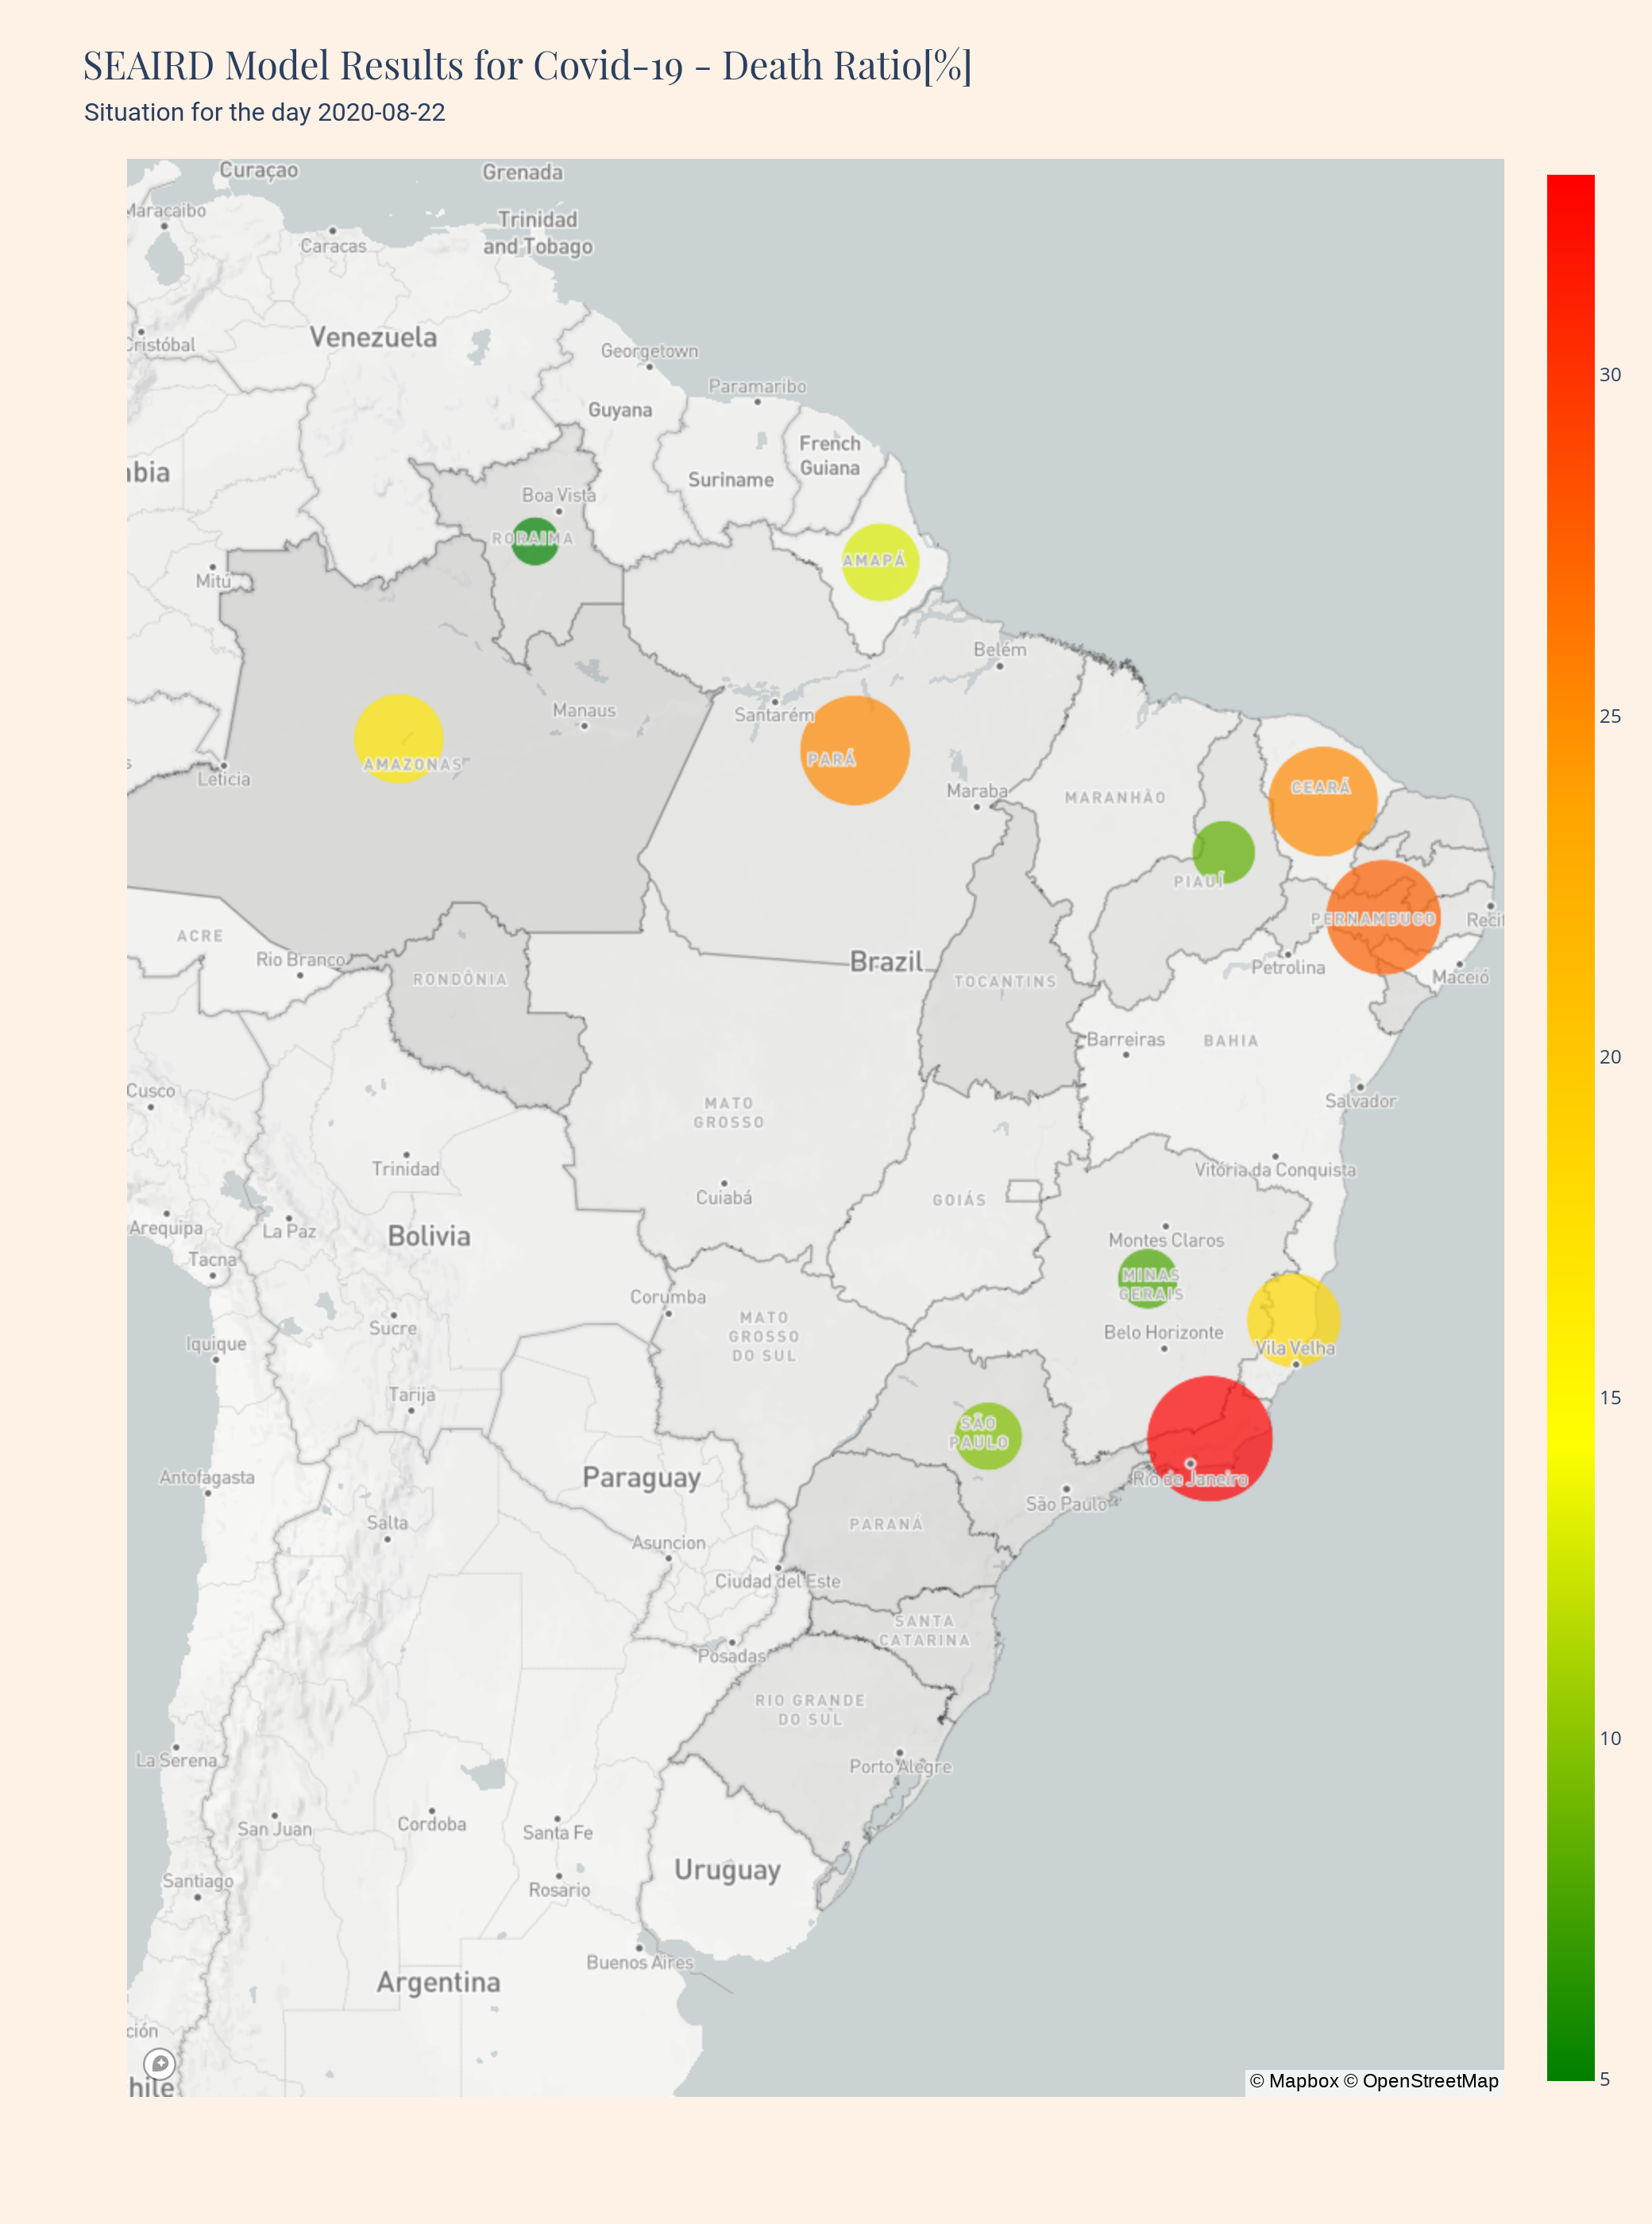 SEAIRD Model Results for Covid-19 - Death Ratio[%]
Situation for the day 2020-08-22
Curaçao
Grenada
Maracaibo
Trinidad
and Tobago
Caracas
Venezuela
Cristóbal
Georgetown
Paramaribo
Guyana
French
Guiana
30
bia
Suriname
Boa Vista
RORAIMA
AMAPÁ
Mitú
Belém
Manaus
Santarém
25
AMAZONAS
PARÁ
s
Leticia
Maraba
MARANHÃO
CEARÁ
PIAUÍ
PERNAMBUCO
Recif
ACRE
Rio Branco
Brazil
Petrolina
Maceió
RONDÔNIA
TOCANTINS
Barreiras
BAHIA
20
Cusco
Salvador
MATO
GROSSO
Trinidad
Vitória da Conquista
Cuiabá
GOIÁS
Arequipa
La Paz
Bolivia
Montes Claros
Tacna
MINAS
GERAIS
Corumba
MATO
GROSSO
DO SUL
Sucre
Belo Horizonte
Iquique
Vila Velha
Tarija
15
SÃO
PAULO
Antofagasta
Paraguay
Rio de Janeiro
São Paulo
Salta
PARANÁ
Asuncion
Ciudad del Este
SANTA
CATARINA
Posadas
RIO GRANDE
DO SUL
10
La Serena
Porto Alegre
San Juan
Cordoba
Santa Fe
Uruguay
Santiago
Rosario
Buenos Aires
Argentina
ción
hile
© Mapbox © OpenStreetMap
5